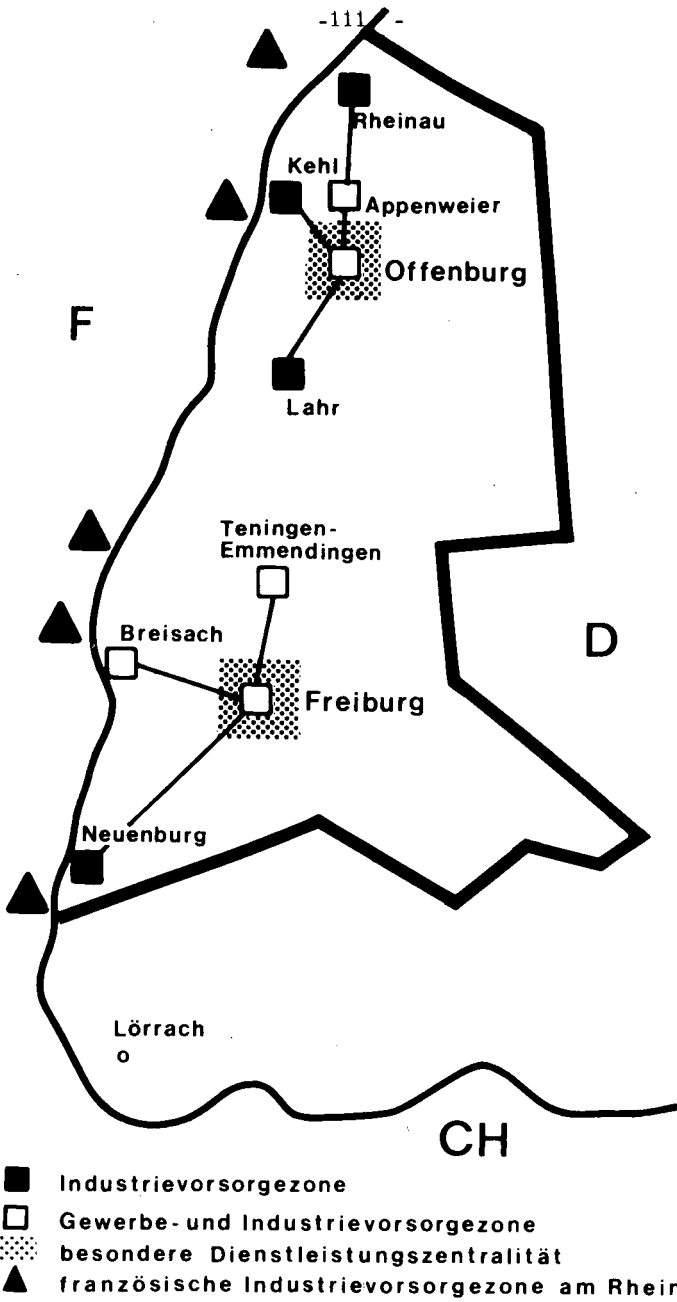 -111 -
Rheinau
Kehl
Appenweier
Offenburg
F
Lahr
Teningen-
Emmendingen
Breisach
D
Freiburg
Neuenburg
Lörrach
CH
Industrievorsorgezone
Gewerbe- und Industrievorsorgezone
besondere Dienstleistungszentralität
französische Industrievorsorgezone am Rhein